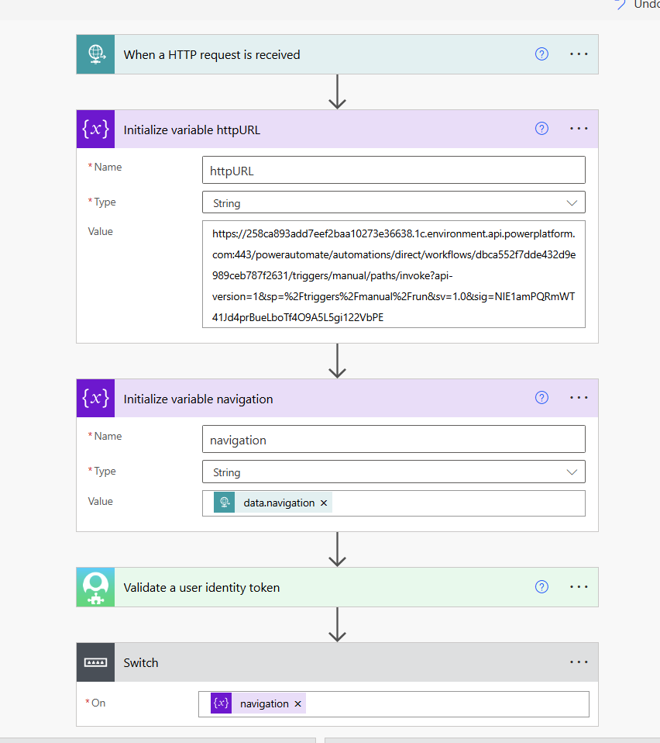 Undo
When a HTTP request is received
{x} Initialize variable httpURL
* Name httpURL
* Type String
Value
https://258ca893add7eef2baa10273e36638.1c.environment.api.powerplatform.
com:443/powerautomate/automations/direct/workflows/dbca552f7dde432d9e
989ceb787f2631/triggers/manual/paths/invoke?api-
version=1&sp=%2Ftriggers%2Fmanual%2Frun&sv=1.0&sig=NIE1amPQRmWT
41Jd4prBueLboTf4O9A5L5gi122VbPE
{x} Initialize variable navigation
* Name navigation
* Type String
Value data.navigation
Validate a user identity token
Switch
* On {x} navigation